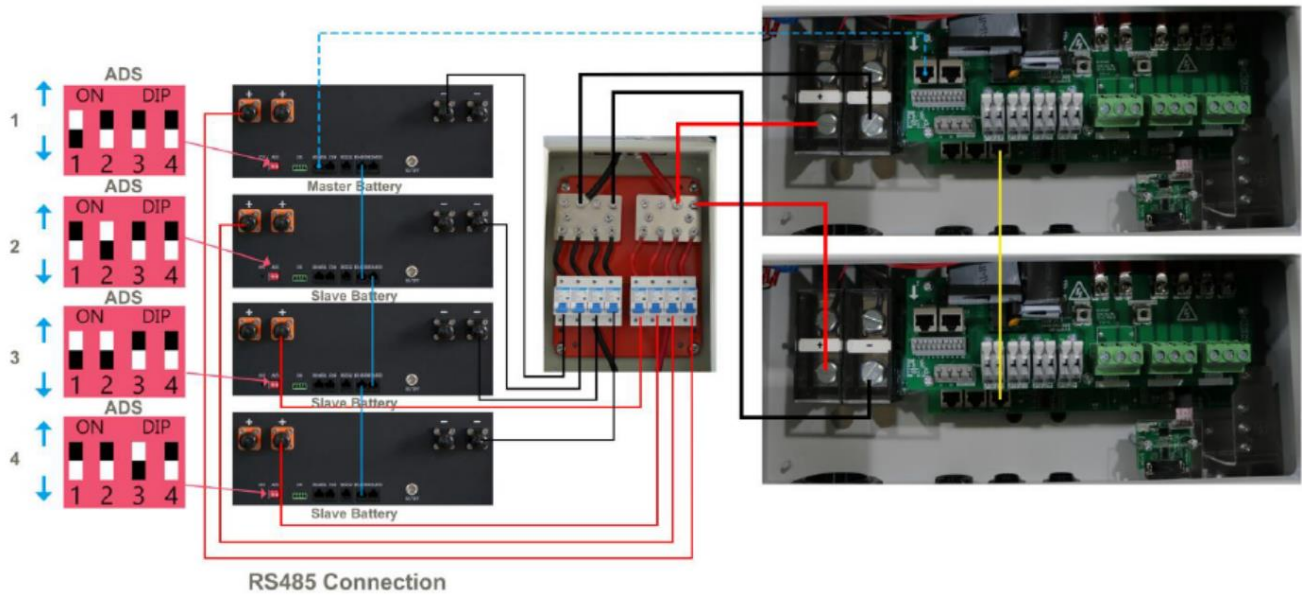 ADS
1
ON DIP
1 2 3 4
+ +
- -
Master Battery
ADS
2
ON DIP
1 2 3 4
+ +
- -
Slave Battery
ADS
3
ON DIP
1 2 3 4
+ +
- -
Slave Battery
ADS
4
ON DIP
1 2 3 4
+ +
- -
Slave Battery
RS485 Connection
+ -
+ -